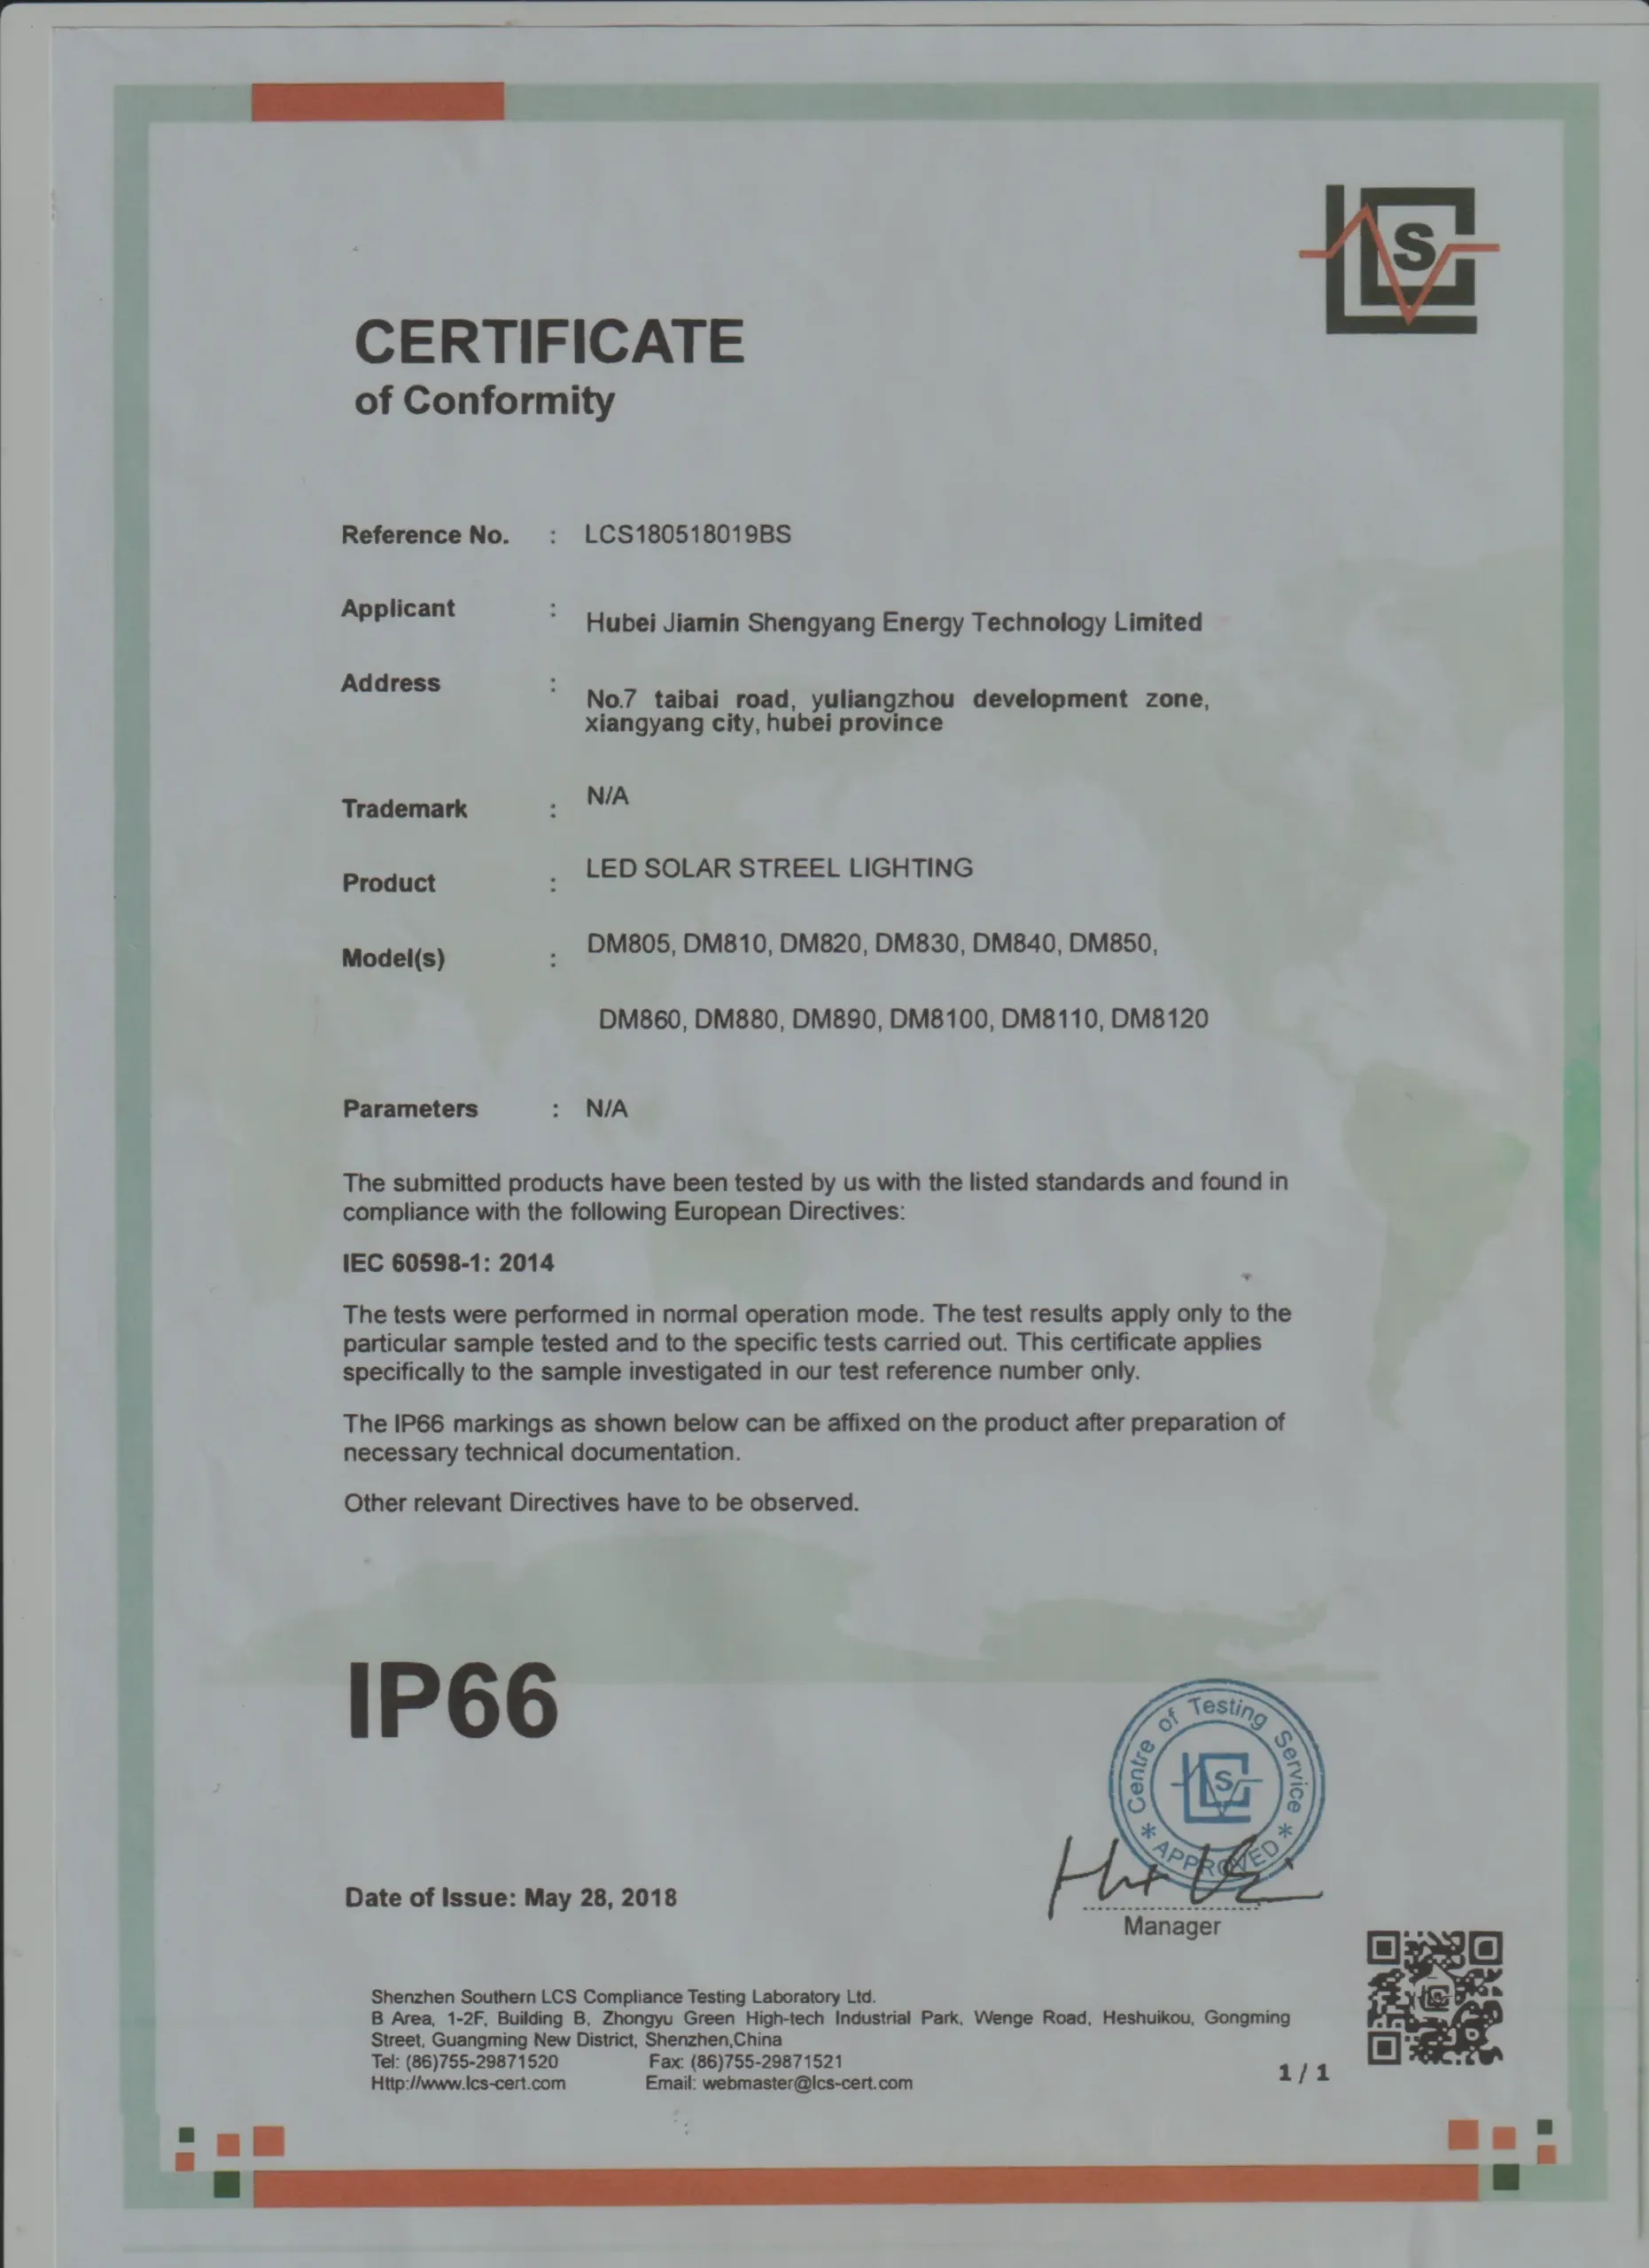 LCS
CERTIFICATE
of Conformity
Reference No. : LCS180518019BS
Applicant : Hubei Jiamin Shengyang Energy Technology Limited
Address : No.7 taibai road, yuliangzhou development zone,
xiangyang city, hubei province
Trademark : N/A
Product : LED SOLAR STREEL LIGHTING
Model(s) : DM805, DM810, DM820, DM830, DM840, DM850,
DM860, DM880, DM890, DM8100, DM8110, DM8120
Parameters : N/A
The submitted products have been tested by us with the listed standards and found in
compliance with the following European Directives:
IEC 60598-1: 2014
The tests were performed in normal operation mode. The test results apply only to the
particular sample tested and to the specific tests carried out. This certificate applies
specifically to the sample investigated in our test reference number only.
The IP66 markings as shown below can be affixed on the product after preparation of
necessary technical documentation.
Other relevant Directives have to be observed.
IP66
Centre of Testing Service
LCS
* APPROVED *
Date of Issue: May 28, 2018
Manager
Shenzhen Southern LCS Compliance Testing Laboratory Ltd.
B Area, 1-2F, Building B, Zhongyu Green High-tech Industrial Park, Wenge Road, Heshuikou, Gongming
Street, Guangming New District, Shenzhen,China
Tel: (86)755-29871520 Fax: (86)755-29871521
Http://www.lcs-cert.com Email: webmaster@lcs-cert.com
1 / 1